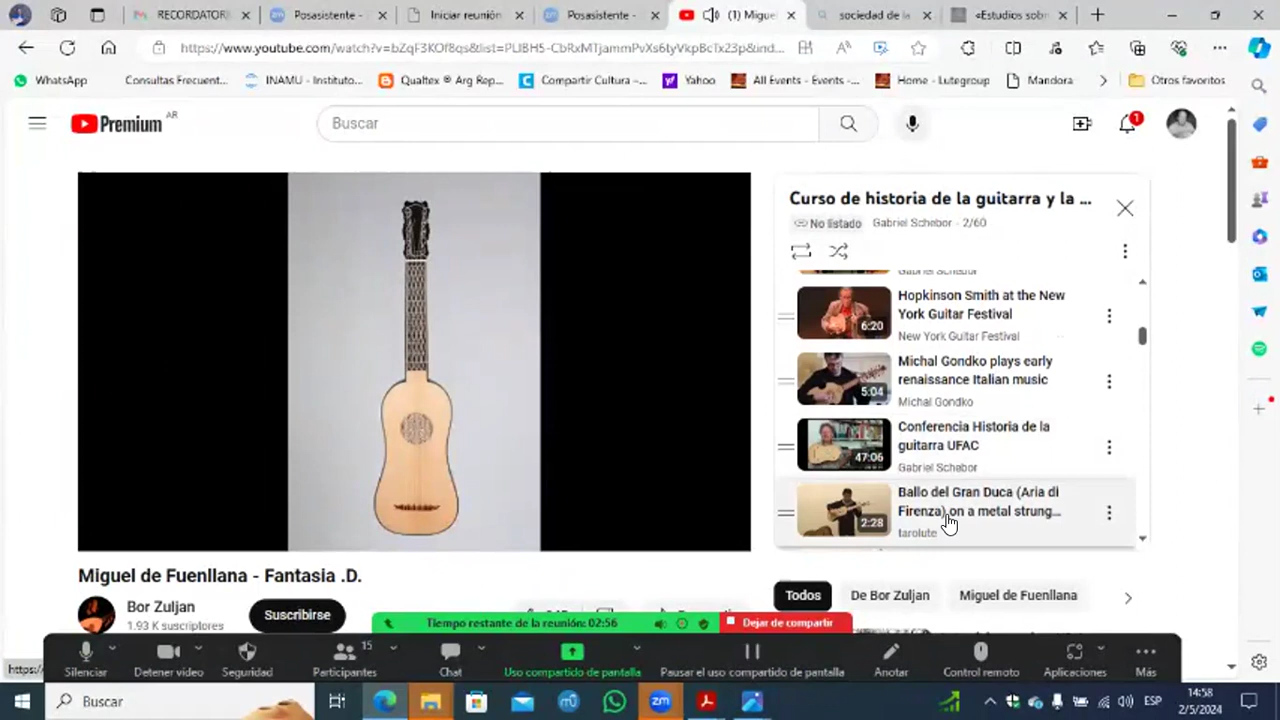 RECORDATOR
Posasistente -
Iniciar reunión
Posasistente -
(1) Migue
sociedad de la
«Estudios sobr
https://www.youtube.com/watch?v=bZqF3KOf8qs&list=PLIBH5-CbRxMTjammPvXs6tyVkpBcTx23p&ind...
WhatsApp
Consultas Frecuent...
INAMU - Instituto...
Qualtex ® Arg Rep...
Compartir Cultura –...
Yahoo
All Events - Events -...
Home - Lutegroup
Mandora
Otros favoritos
Premium AR
Buscar
1
Curso de historia de la guitarra y la ...
No listado
Gabriel Schebor - 2/60
Gabriel Schebor
Hopkinson Smith at the New
York Guitar Festival
6:20
New York Guitar Festival
Michal Gondko plays early
renaissance Italian music
5:04
Michal Gondko
Conferencia Historia de la
guitarra UFAC
47:06
Gabriel Schebor
Ballo del Gran Duca (Aria di
Firenza) on a metal strung...
2:28
tarolute
Miguel de Fuenllana - Fantasia .D.
Bor Zuljan
1.93 K suscriptores
Suscribirse
Todos
De Bor Zuljan
Miguel de Fuenllana
Tiempo restante de la reunión: 02:56
Dejar de compartir
https:/
Silenciar
Detener video
Seguridad
15
Participantes
Chat
Uso compartido de pantalla
Pausar el uso compartido de pantalla
Anotar
Control remoto
Aplicaciones
Más
Buscar
zm
ESP
14:58
2/5/2024